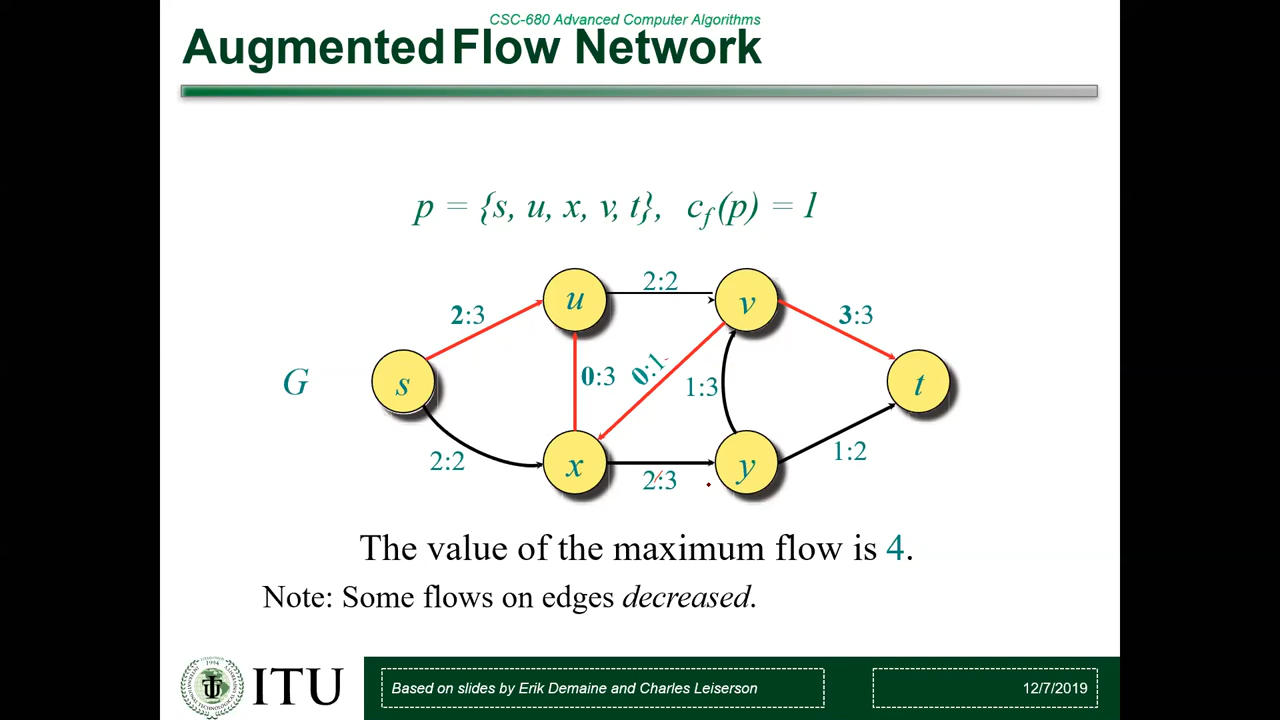 CSC-680 Advanced Computer Algorithms
Augmented Flow Network
p = {s, u, x, v, t}, cf(p) = 1
2:2
u
v
2:3
3:3
0:3
0:1
1:3
G
s
t
2:2
x
y
1:2
2:3
The value of the maximum flow is 4.
Note: Some flows on edges decreased.
1994
ITU
Based on slides by Erik Demaine and Charles Leiserson
12/7/2019